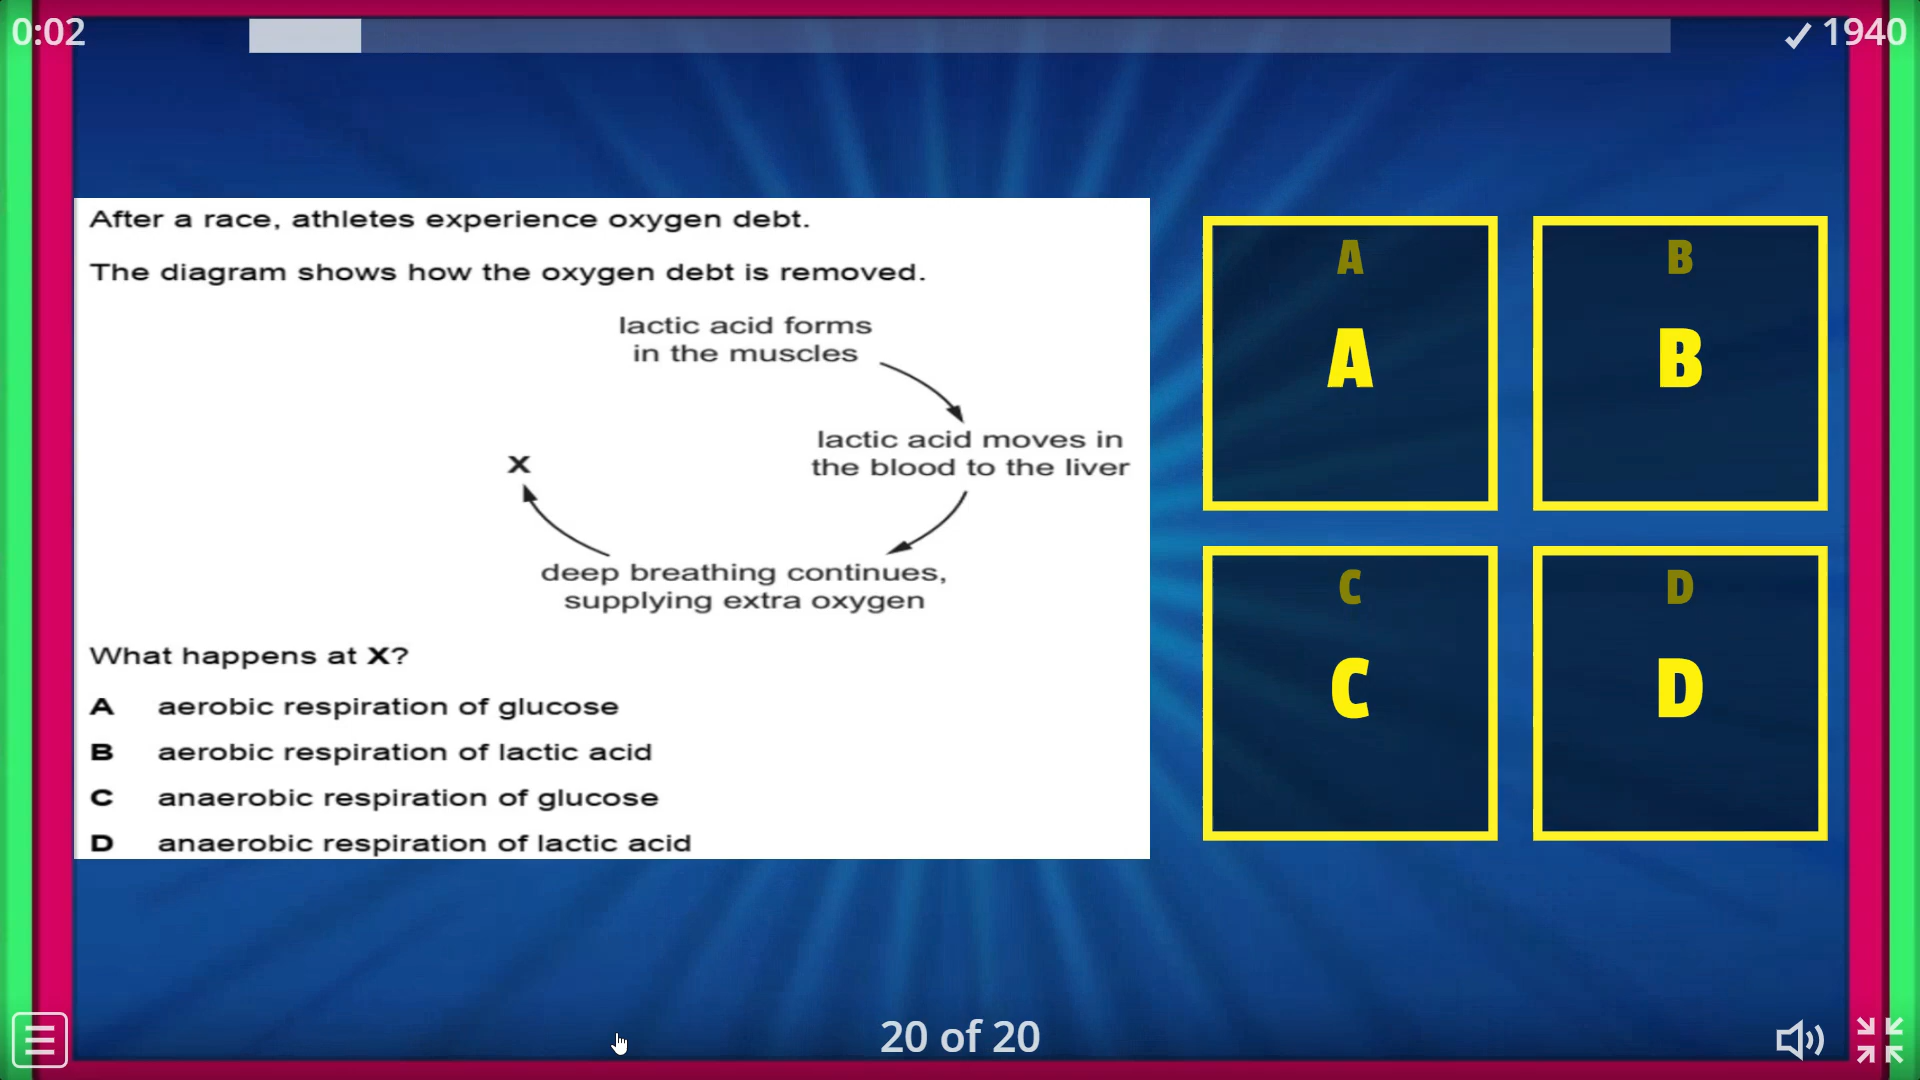 0:02
✓ 1940
After a race, athletes experience oxygen debt.
The diagram shows how the oxygen debt is removed.
lactic acid forms
in the muscles
lactic acid moves in
the blood to the liver
X
deep breathing continues,
supplying extra oxygen
What happens at X?
A aerobic respiration of glucose
B aerobic respiration of lactic acid
C anaerobic respiration of glucose
D anaerobic respiration of lactic acid
A
A
B
B
C
C
D
D
20 of 20